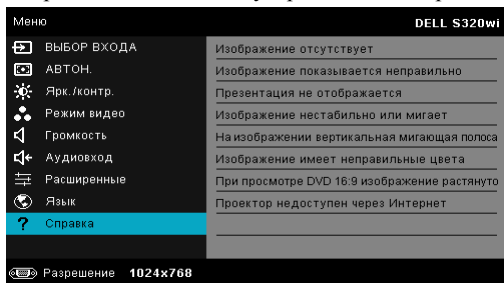 Меню DELL S320wi
ВЫБОР ВХОДА
АВТОН.
Ярк./контр.
Режим видео
Громкость
Аудиовход
Расширенные
Язык
? Справка
Изображение отсутствует
Изображение показывается неправильно
Презентация не отображается
Изображение нестабильно или мигает
На изображении вертикальная мигающая полоса
Изображение имеет неправильные цвета
При просмотре DVD 16:9 изображение растянуто
Проектор недоступен через Интернет
Разрешение 1024x768